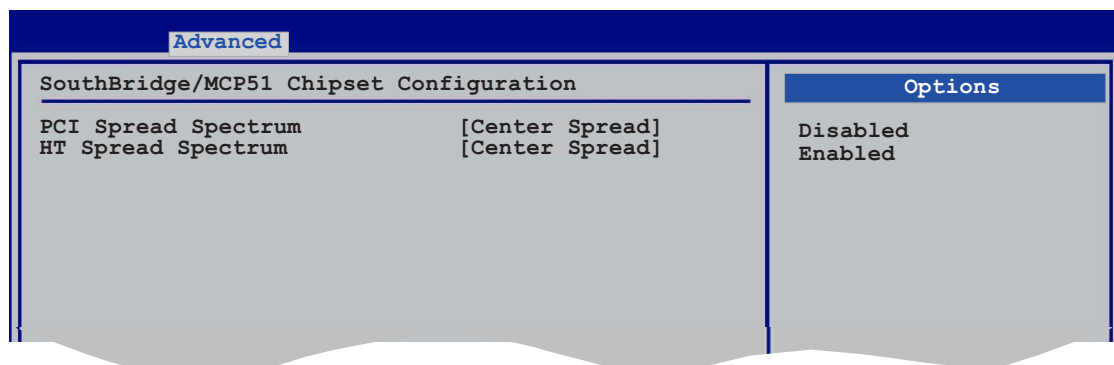 Advanced
SouthBridge/MCP51 Chipset Configuration
PCI Spread Spectrum [Center Spread]
HT Spread Spectrum [Center Spread]
Options
Disabled
Enabled